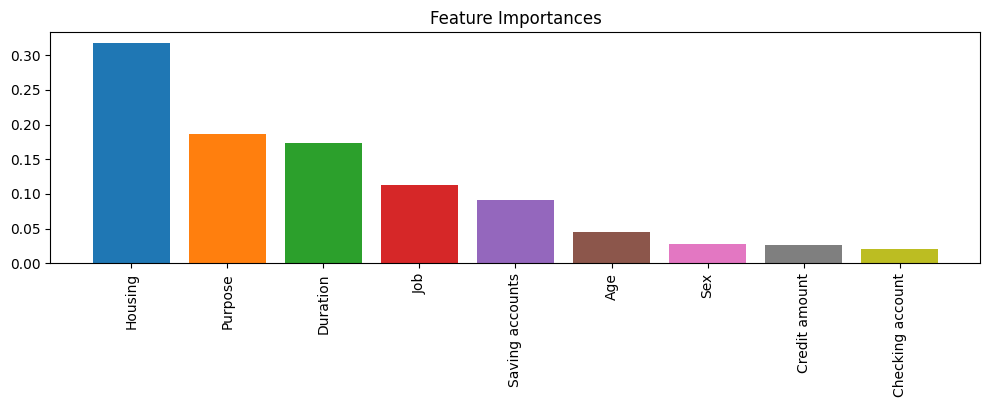 Feature Importances
0.30
0.25
0.20
0.15
0.10
0.05
0.00
Housing
Purpose
Duration
Job
Saving accounts
Age
Sex
Credit amount
Checking account